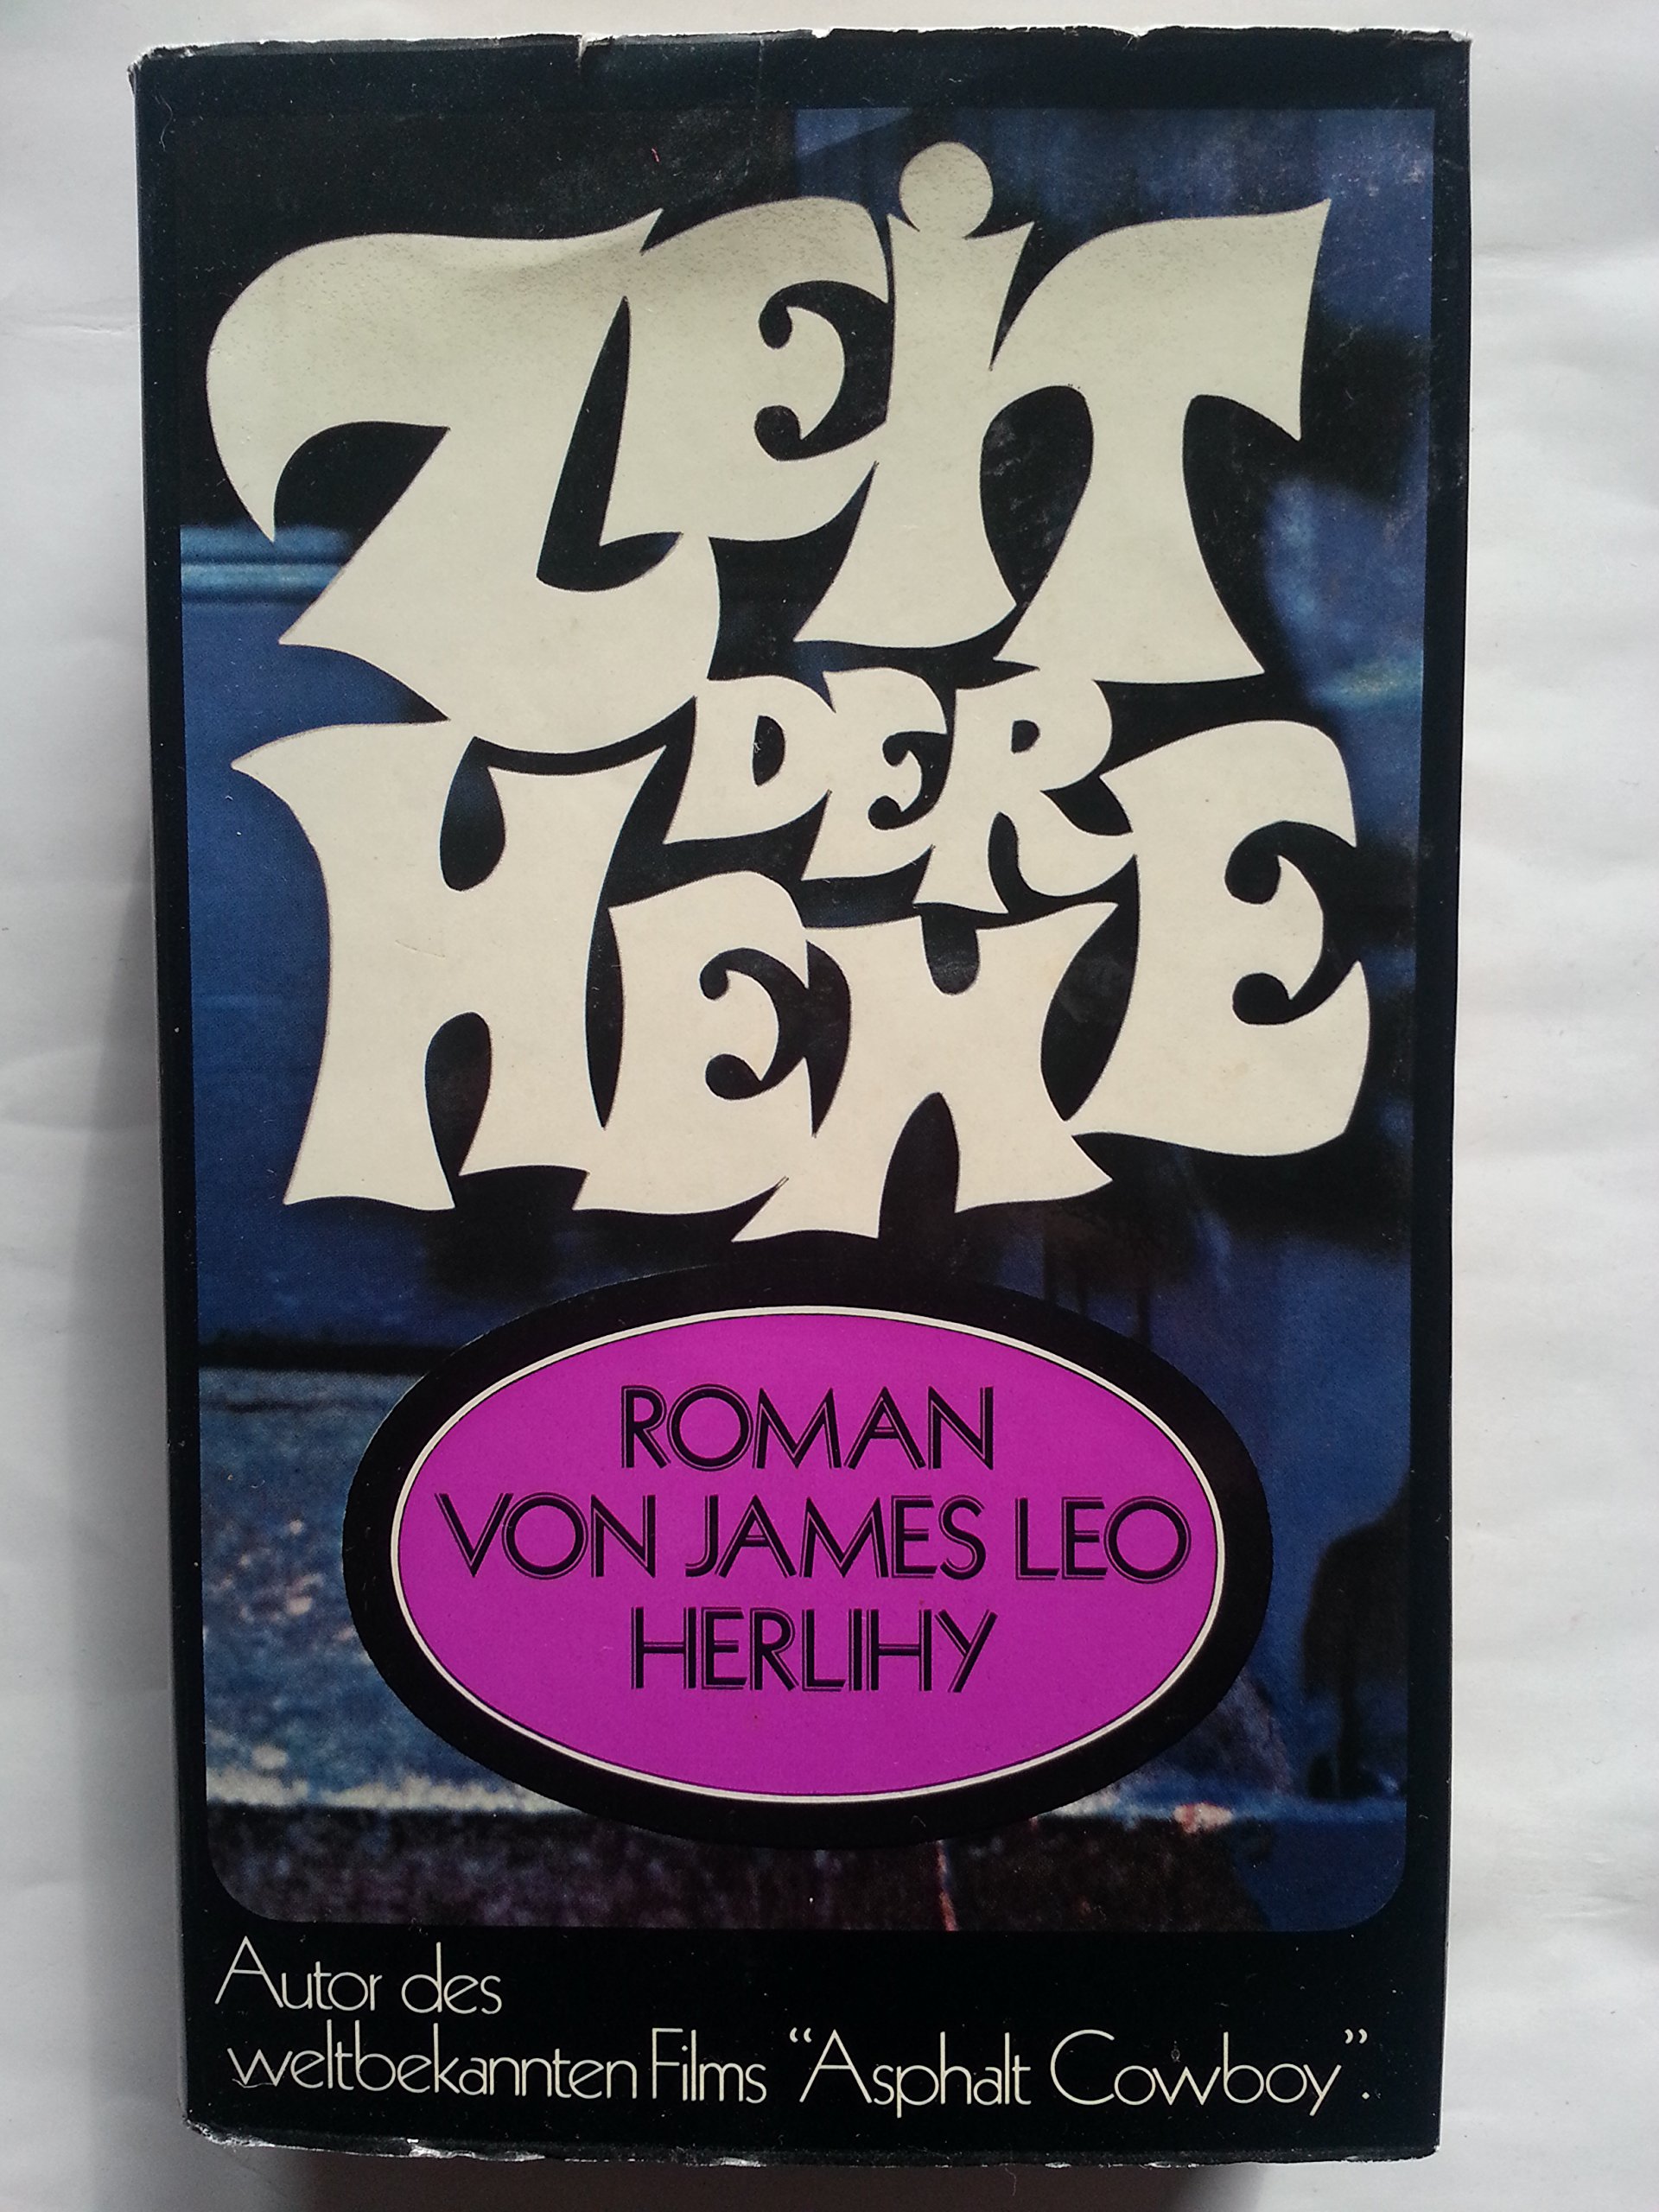 ZEiT
DER
HEXE
ROMAN
VON JAMES LEO
HERLIHY
Autor des
weltbekannten Films “Asphalt Cowboy”.